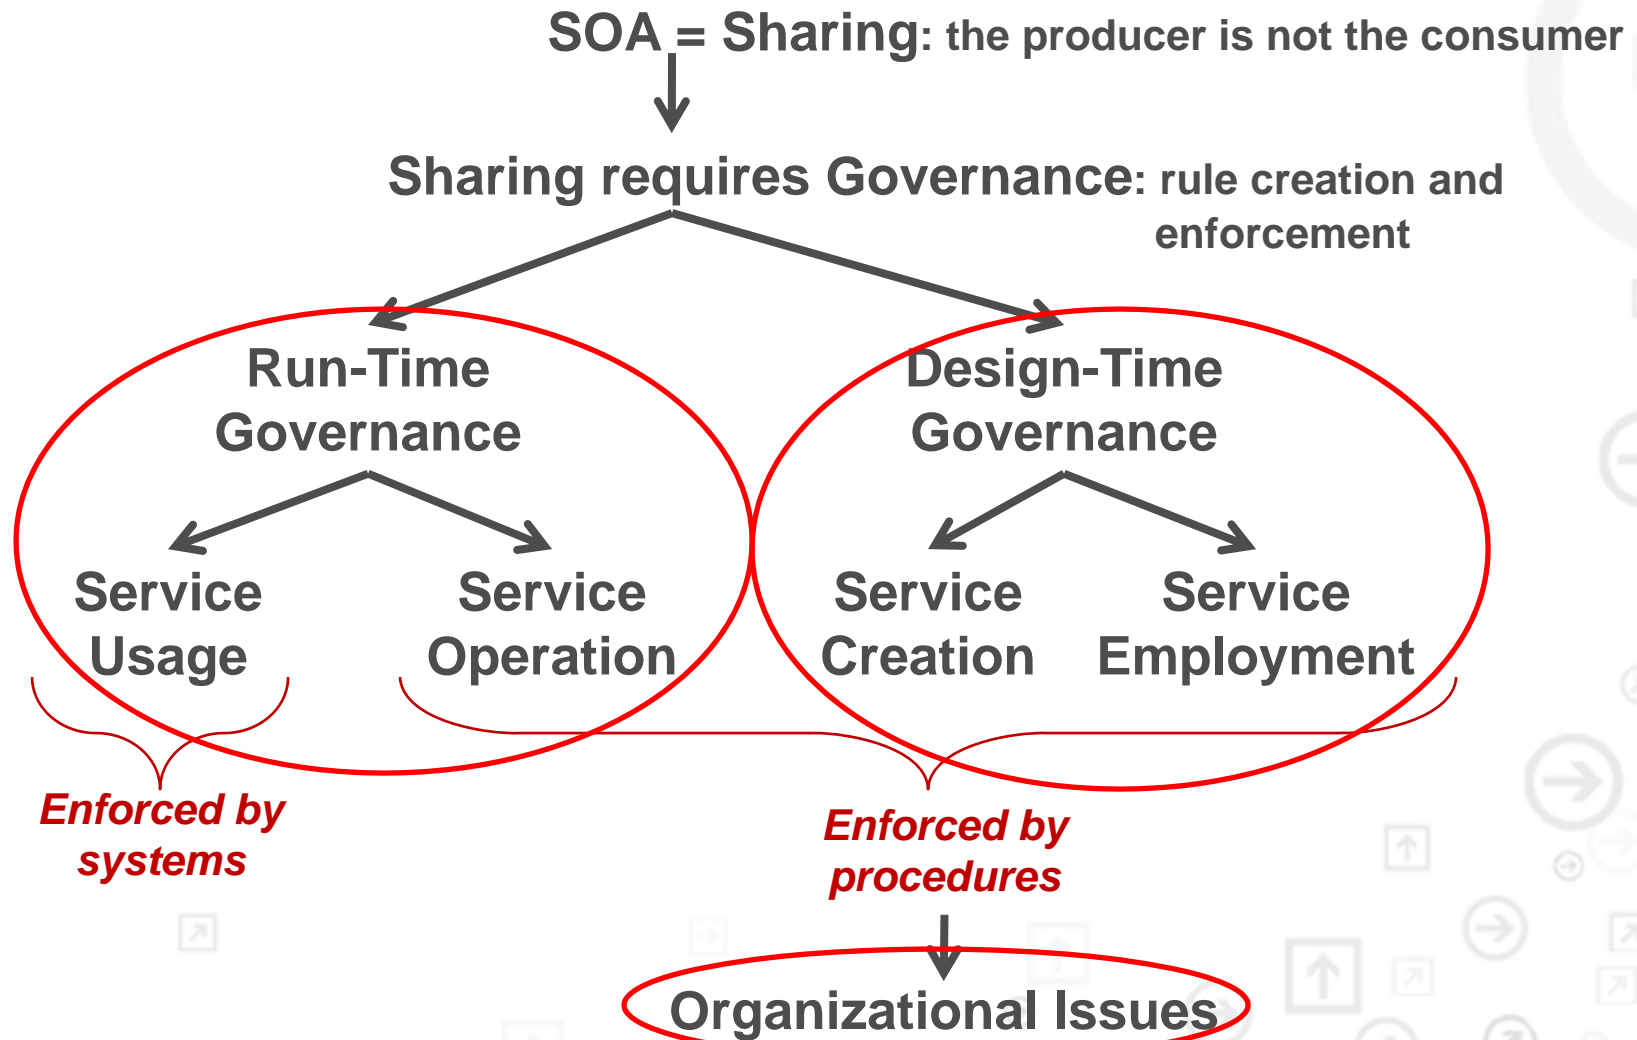 SOA = Sharing: the producer is not the consumer
Sharing requires Governance: rule creation and
enforcement
Run-Time
Governance
Design-Time
Governance
Service
Usage
Service
Operation
Service
Creation
Service
Employment
Enforced by
systems
Enforced by
procedures
Organizational Issues